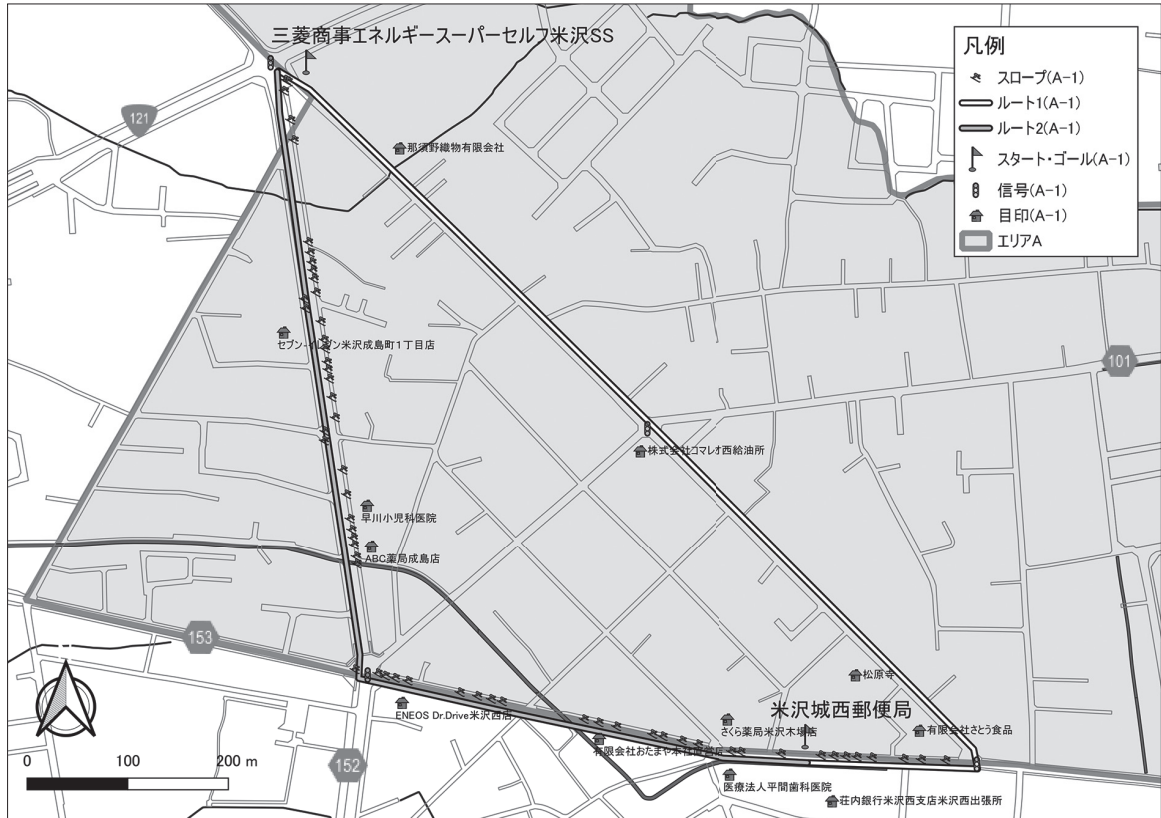 三菱商事エネルギースーパーセルフ米沢SS
凡例
スロープ(A-1)
ルート1(A-1)
ルート2(A-1)
スタート・ゴール(A-1)
信号(A-1)
目印(A-1)
エリアA
121
那須野織物有限会社
セブン-イレブン米沢成島町1丁目店
101
株式会社コマレオ西給油所
早川小児科医院
ABC薬局成島店
153
松原寺
米沢城西郵便局
ENEOS Dr.Drive米沢西店
さくら薬局米沢木場店
有限会社さとう食品
有限会社おたまや本社直営店
152
医療法人平間歯科医院
荘内銀行米沢西支店米沢西出張所
0 100 200 m